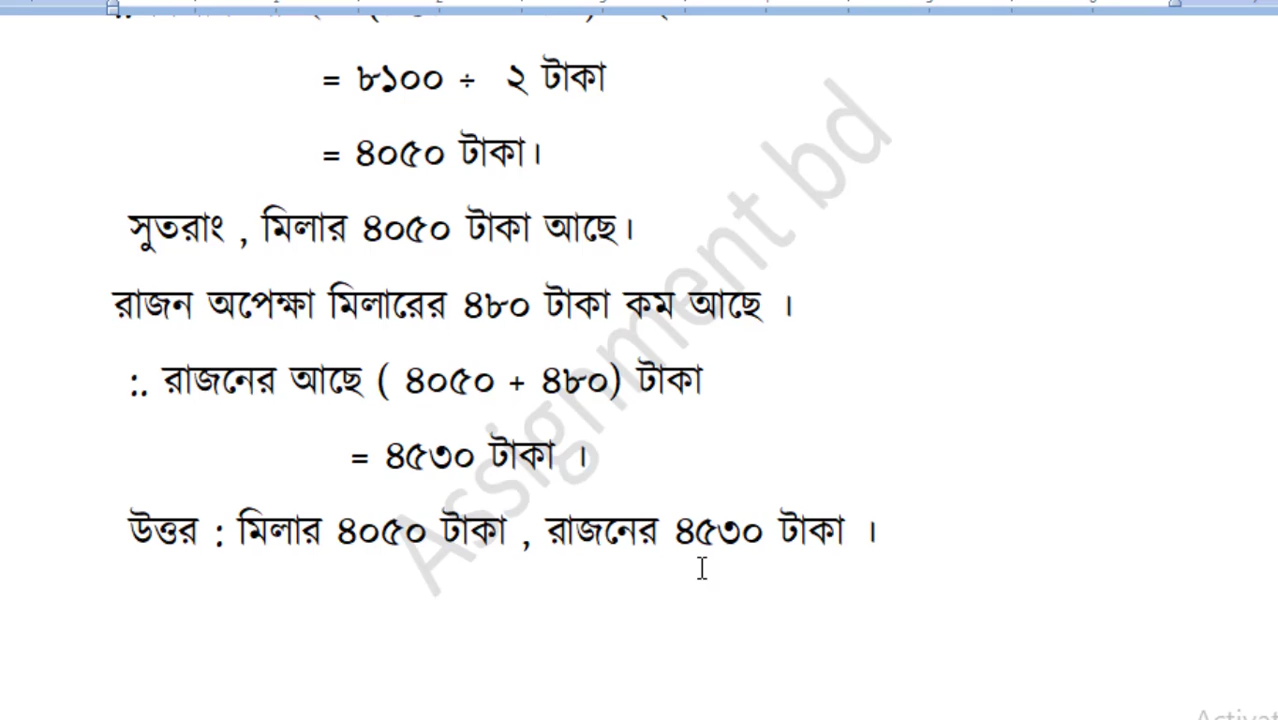 = ৮১০০ ÷ ২ টাকা
= ৪০৫০ টাকা।
সুতরাং , মিলার ৪০৫০ টাকা আছে।
রাজন অপেক্ষা মিলারের ৪৮০ টাকা কম আছে ।
:. রাজনের আছে ( ৪০৫০ + ৪৮০) টাকা
= ৪৫৩০ টাকা ।
উত্তর : মিলার ৪০৫০ টাকা , রাজনের ৪৫৩০ টাকা ।
Assignment bd